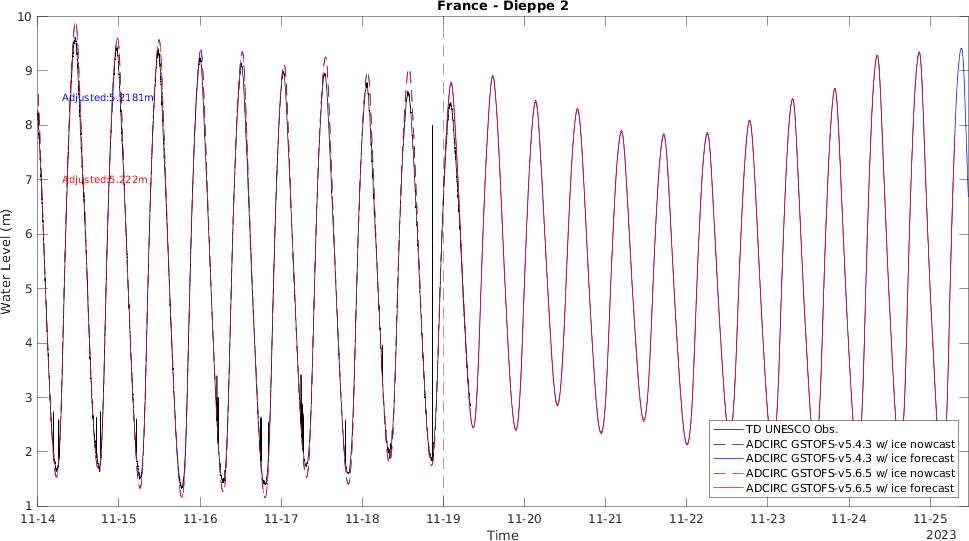 France - Dieppe 2
10
9
8
7
6
5
4
3
2
1
Water Level (m)
Adjusted:5.2181m
Adjusted:5.222m
TD UNESCO Obs.
ADCIRC GSTOFS-v5.4.3 w/ ice nowcast
ADCIRC GSTOFS-v5.4.3 w/ ice forecast
ADCIRC GSTOFS-v5.6.5 w/ ice nowcast
ADCIRC GSTOFS-v5.6.5 w/ ice forecast
11-14 11-15 11-16 11-17 11-18 11-19 11-20 11-21 11-22 11-23 11-24 11-25
Time
2023